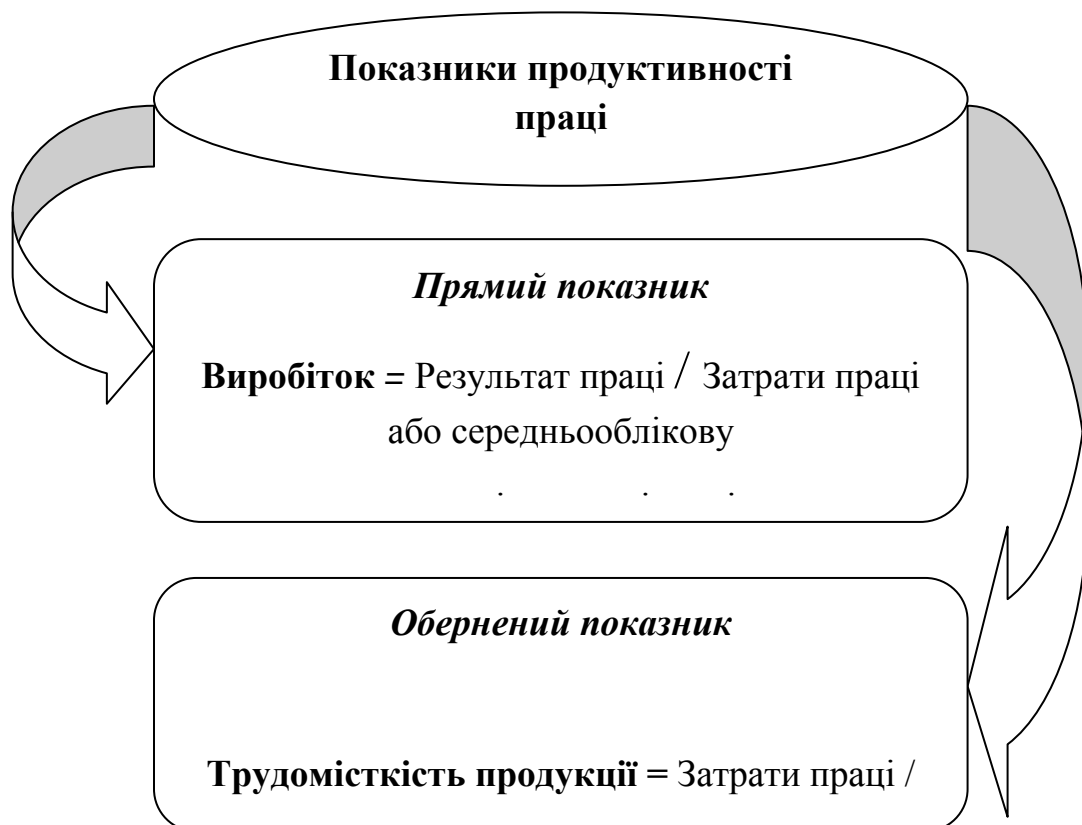 Показники продуктивності
праці
Прямий показник
Виробіток = Результат праці / Затрати праці
або середньооблікову
. . .
Обернений показник
Трудомісткість продукції = Затрати праці /